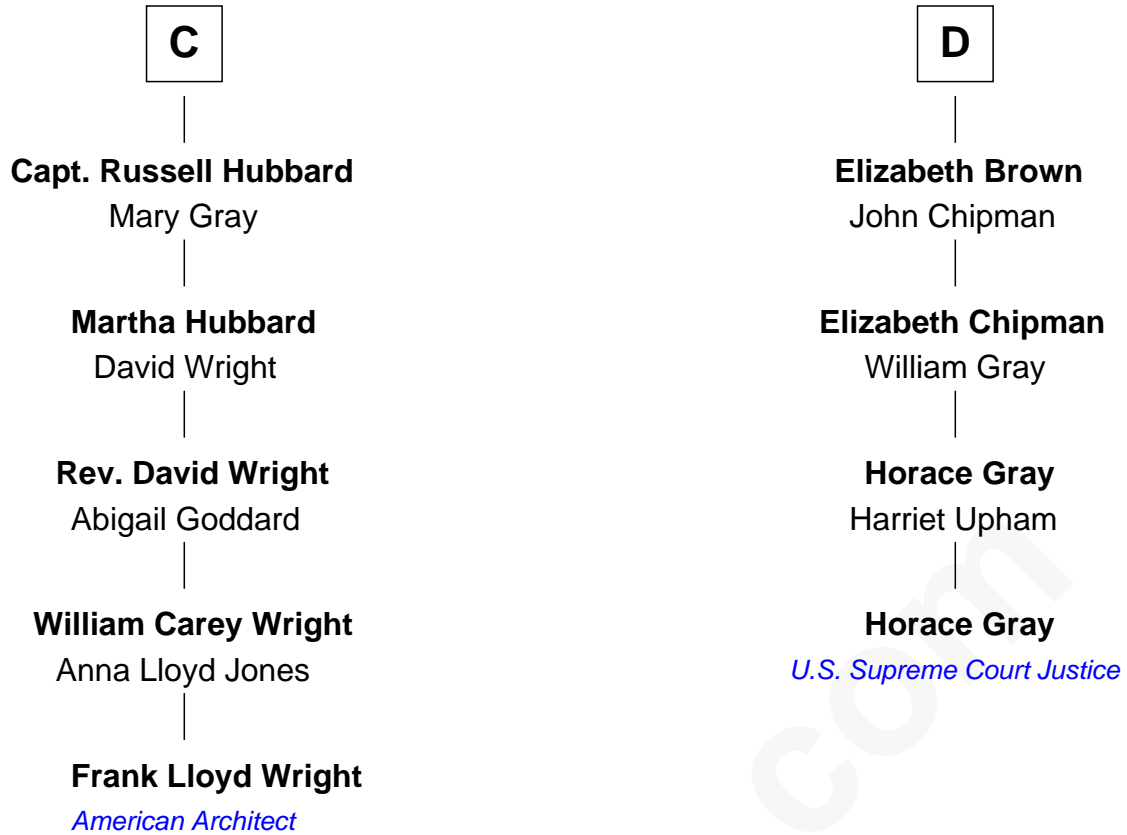 C
D
Capt. Russell Hubbard
Mary Gray
Elizabeth Brown
John Chipman
Martha Hubbard
David Wright
Elizabeth Chipman
William Gray
Rev. David Wright
Abigail Goddard
Horace Gray
Harriet Upham
William Carey Wright
Anna Lloyd Jones
Horace Gray
U.S. Supreme Court Justice
Frank Lloyd Wright
American Architect
com